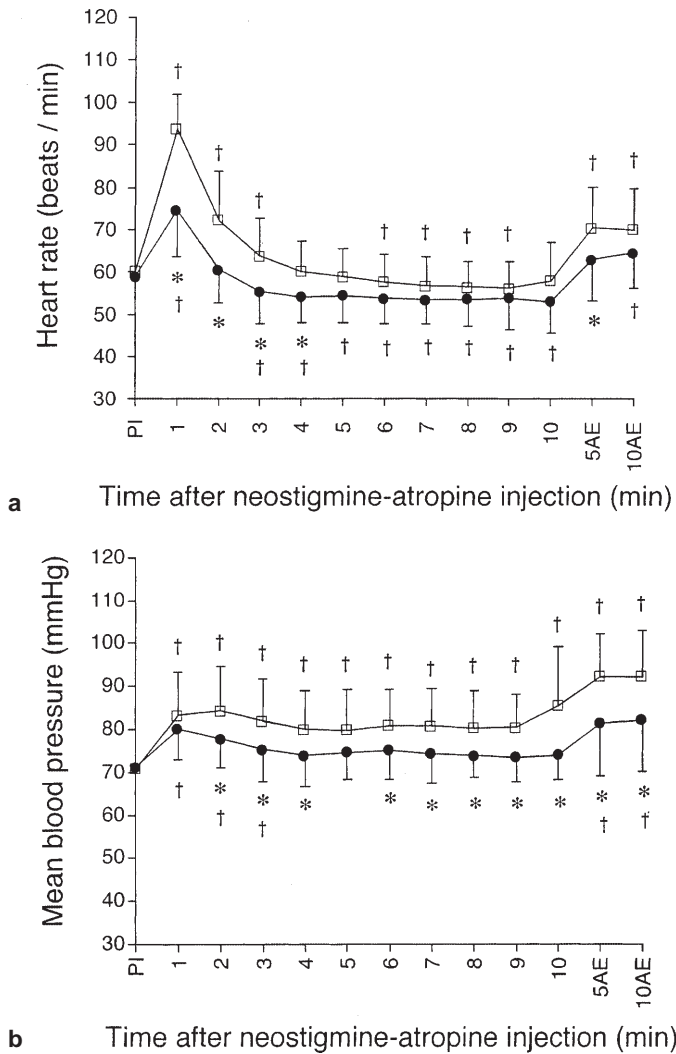 120
110
100
90
80
70
60
50
40
30
Heart rate (beats / min)
† † † † † † † † †
* * * * *
† † † † † † † † † †
PI 1 2 3 4 5 6 7 8 9 10 5AE 10AE
a Time after neostigmine-atropine injection (min)
120
110
100
90
80
70
60
50
40
30
Mean blood pressure (mmHg)
† † † † † † † † † † † †
* * * * * * * * * *
† † † † †
PI 1 2 3 4 5 6 7 8 9 10 5AE 10AE
b Time after neostigmine-atropine injection (min)